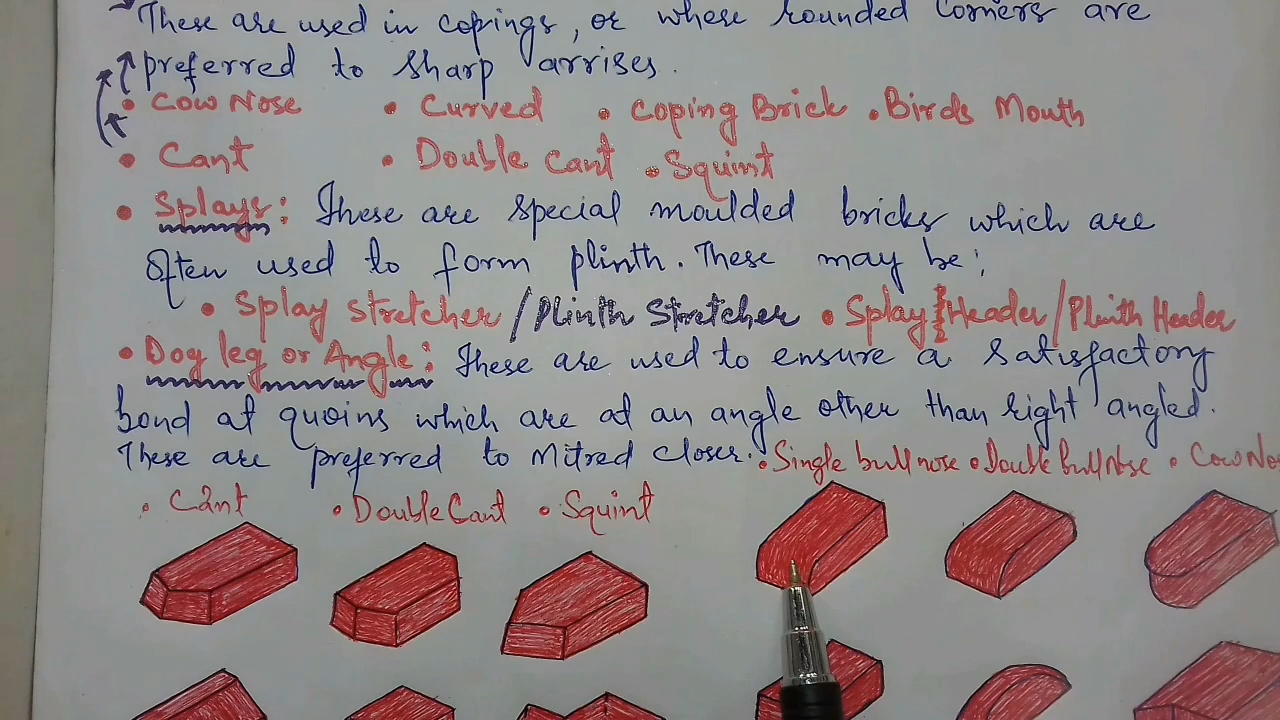 These are used in copings, or where rounded corners are
preferred to sharp arrises.
• Cow Nose • Curved • Coping Brick • Birds Mouth
• Cant • Double Cant • Squint
• Splays: These are special moulded bricks which are
often used to form plinth. These may be;
• Splay Stretcher/Plinth Stretcher • Splay Header/Plinth Header
• Dog leg or Angle: These are used to ensure a satisfactory
bond at quoins which are at an angle other than right angled.
These are preferred to Mitred closer.
• Single bullnose • Double bullNose • Cow No
• Cant • Double Cant • Squint